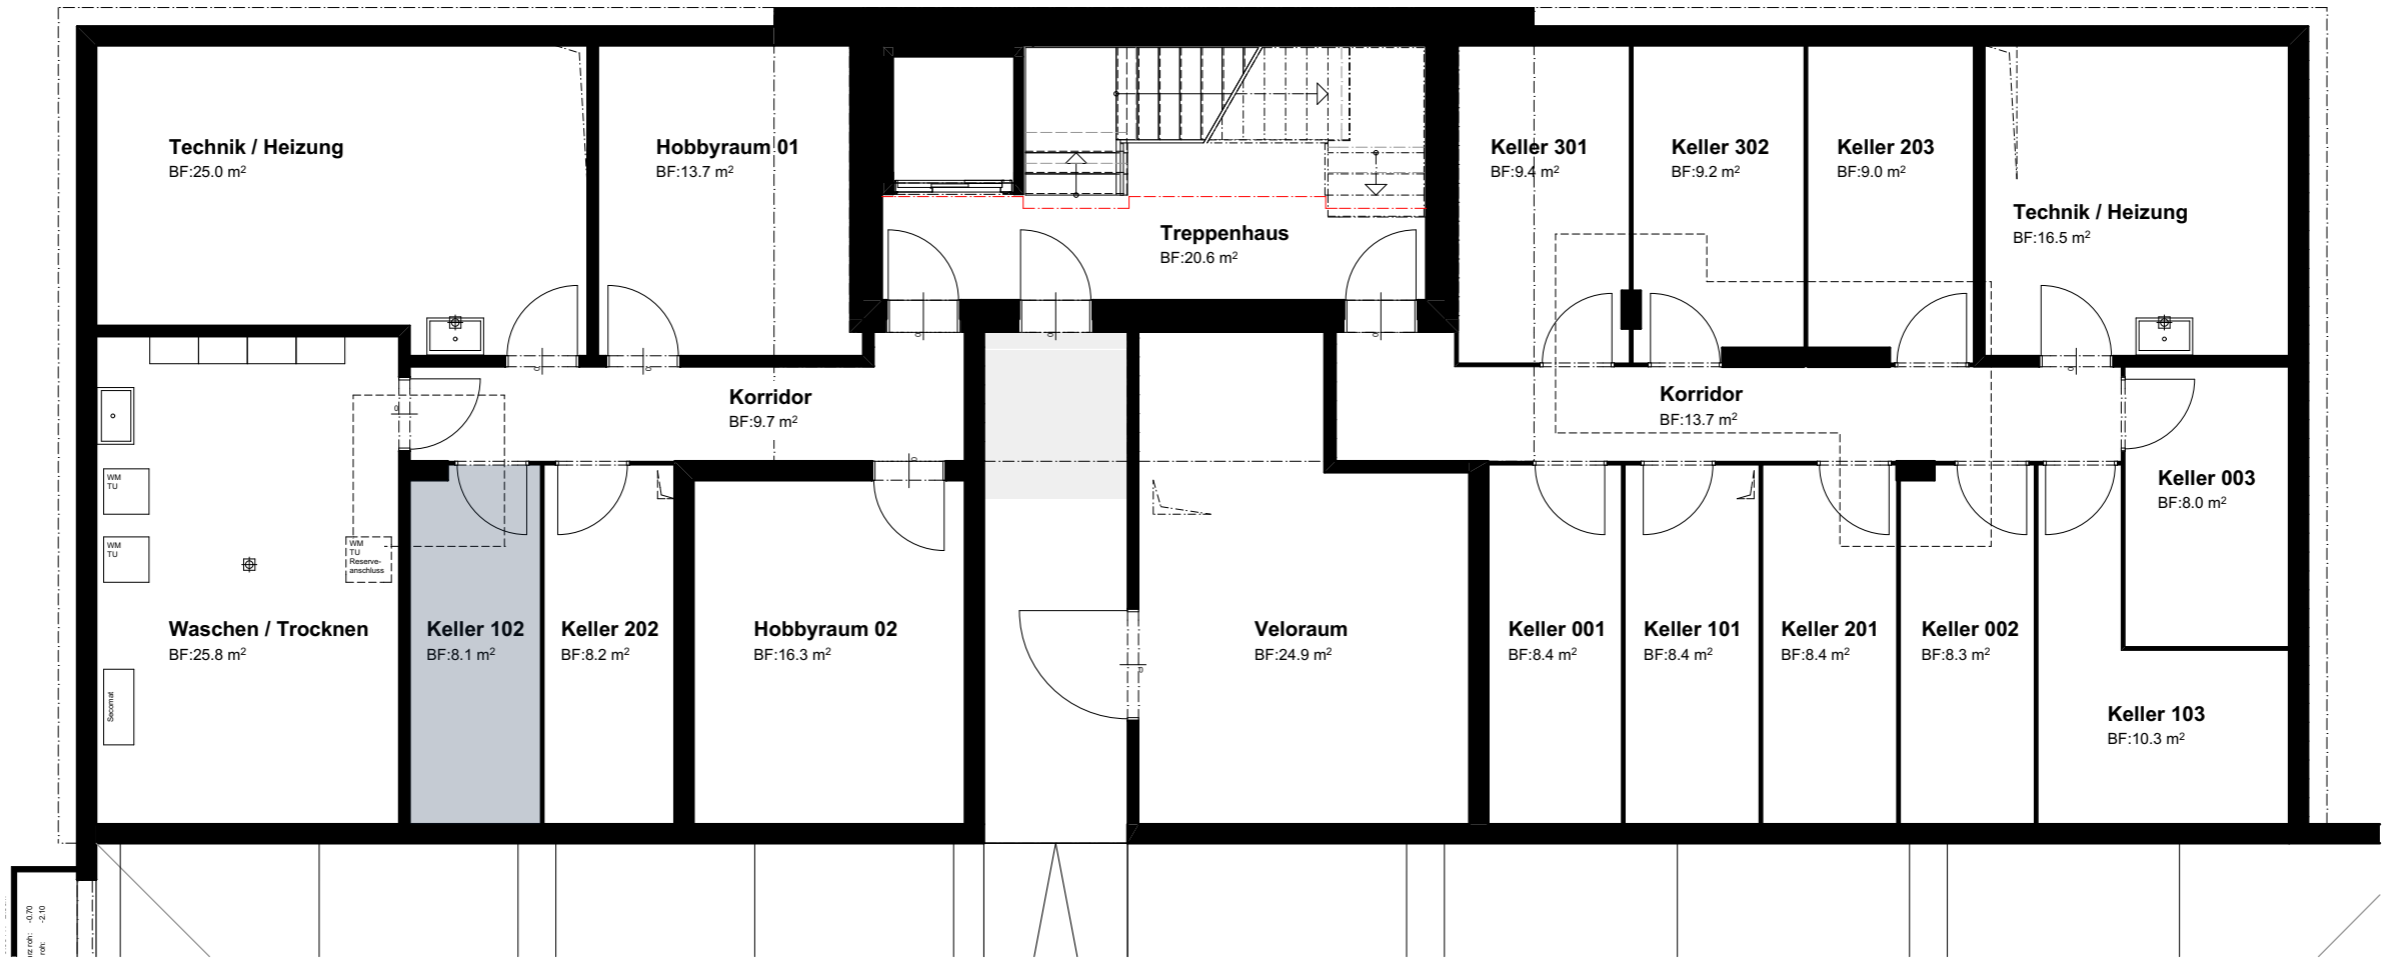 Technik / Heizung
BF:25.0 m²
Hobbyraum 01
BF:13.7 m²
Treppenhaus
BF:20.6 m²
Keller 301
BF:9.4 m²
Keller 302
BF:9.2 m²
Keller 203
BF:9.0 m²
Technik / Heizung
BF:16.5 m²
Korridor
BF:9.7 m²
Korridor
BF:13.7 m²
Keller 003
BF:8.0 m²
WM
TU
WM
TU
WM
TU
Reserve-
anschluss
Waschen / Trocknen
BF:25.8 m²
Keller 102
BF:8.1 m²
Keller 202
BF:8.2 m²
Hobbyraum 02
BF:16.3 m²
Veloraum
BF:24.9 m²
Keller 001
BF:8.4 m²
Keller 101
BF:8.4 m²
Keller 201
BF:8.4 m²
Keller 002
BF:8.3 m²
Keller 103
BF:10.3 m²
Secomat
roh: -0.70
roh: -2.10